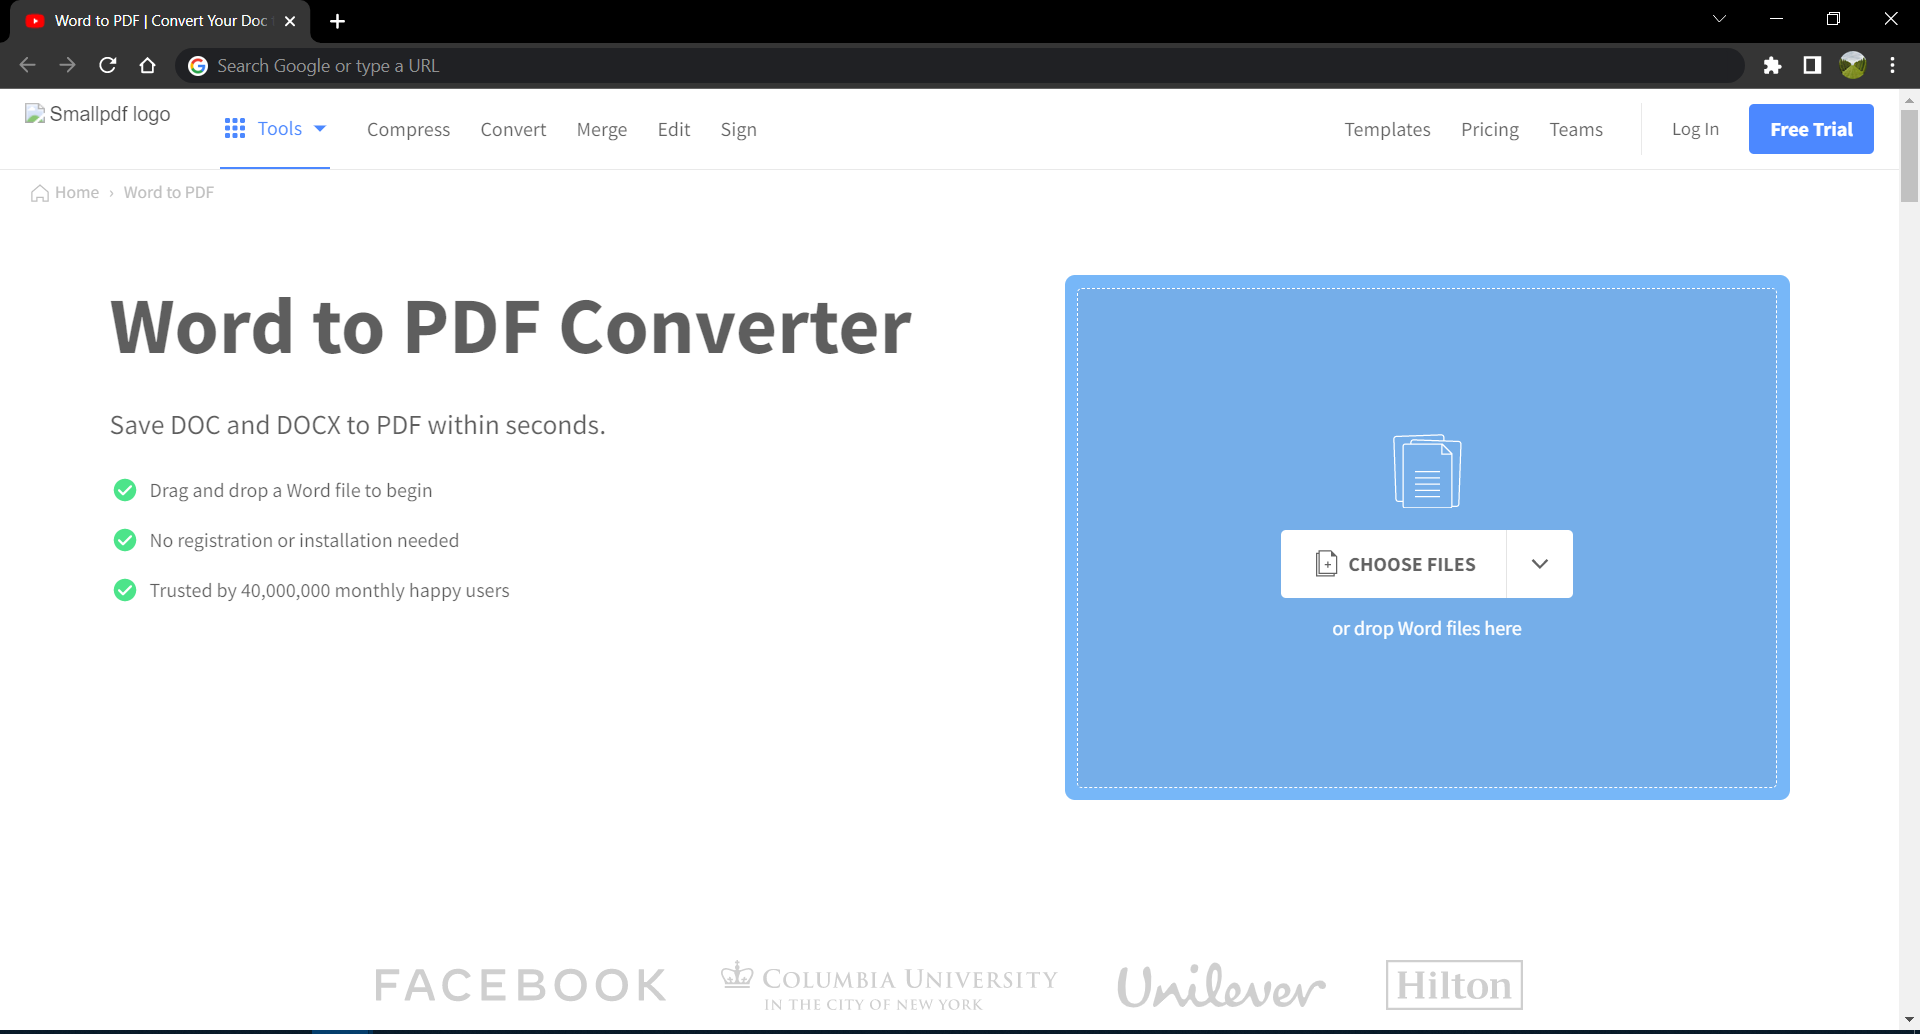 Word to PDF | Convert Your Doc
Search Google or type a URL
Smallpdf logo
Tools
Compress
Convert
Merge
Edit
Sign
Templates
Pricing
Teams
Log In
Free Trial
Home › Word to PDF
Word to PDF Converter
Save DOC and DOCX to PDF within seconds.
Drag and drop a Word file to begin
No registration or installation needed
Trusted by 40,000,000 monthly happy users
CHOOSE FILES
or drop Word files here
FACEBOOK
COLUMBIA UNIVERSITY
IN THE CITY OF NEW YORK
Unilever
Hilton